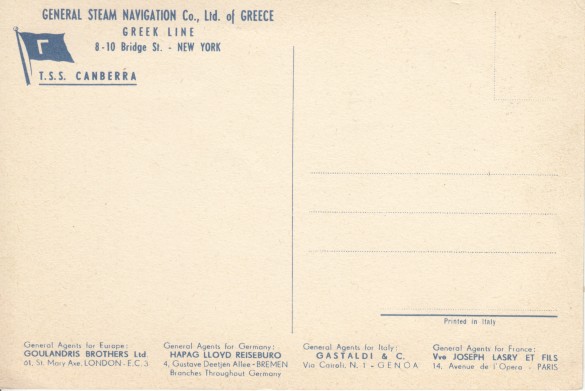 GENERAL STEAM NAVIGATION Co., Ltd. of GREECE
GREEK LINE
8-10 Bridge St. - NEW YORK
Γ
T.S.S. CANBERRA
Printed in Italy
General Agents for Europe:
GOULANDRIS BROTHERS Ltd.
61, St. Mary Axe, LONDON - E.C.3
General Agents for Germany:
HAPAG LLOYD REISEBURO
4, Gustave Deetjen Allee - BREMEN
Branches Throughout Germany
General Agents for Italy:
GASTALDI & C.
Via Cairoli, N. 1 - GENOA
General Agents for France:
Vve JOSEPH LASRY ET FILS
14, Avenue de l'Opera - PARIS